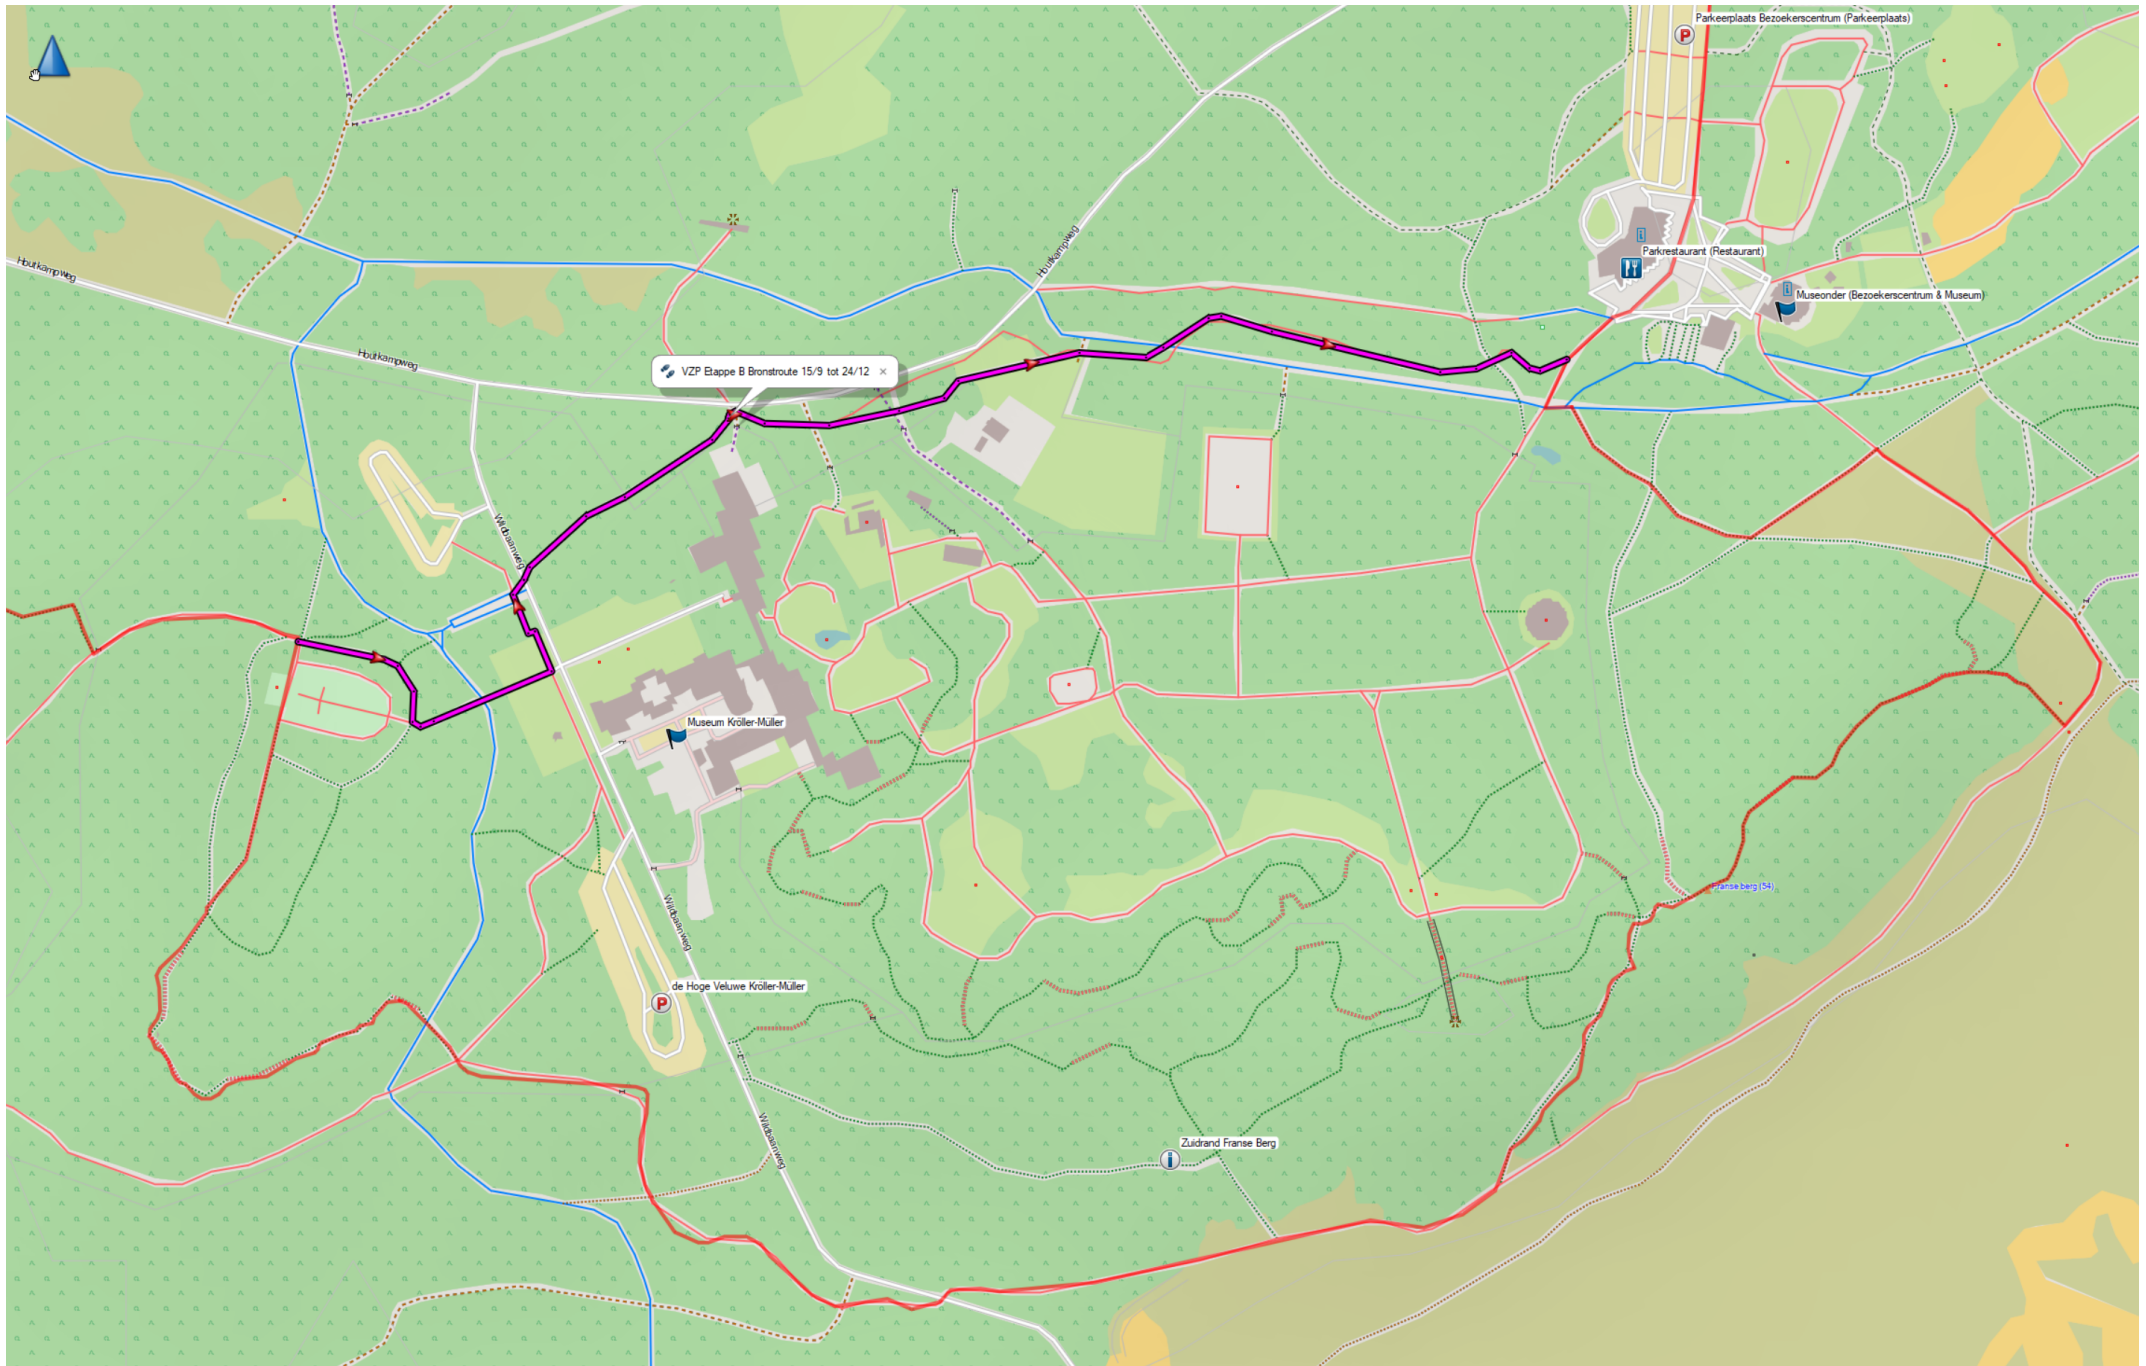 Parkeerplaats Bezoekerscentrum (Parkeerplaats)
P
Houtkampweg
Houtkampweg
Parkrestaurant (Restaurant)
Museonder (Bezoekerscentrum & Museum)
Houtkampweg
VZP Etappe B Bronstroute 15/9 tot 24/12 ×
Wildbaanweg
Museum Kröller-Müller
Franse berg (54)
Wildbaanweg
de Hoge Veluwe Kröller-Müller
P
Wildbaanweg
Zuidrand Franse Berg
i